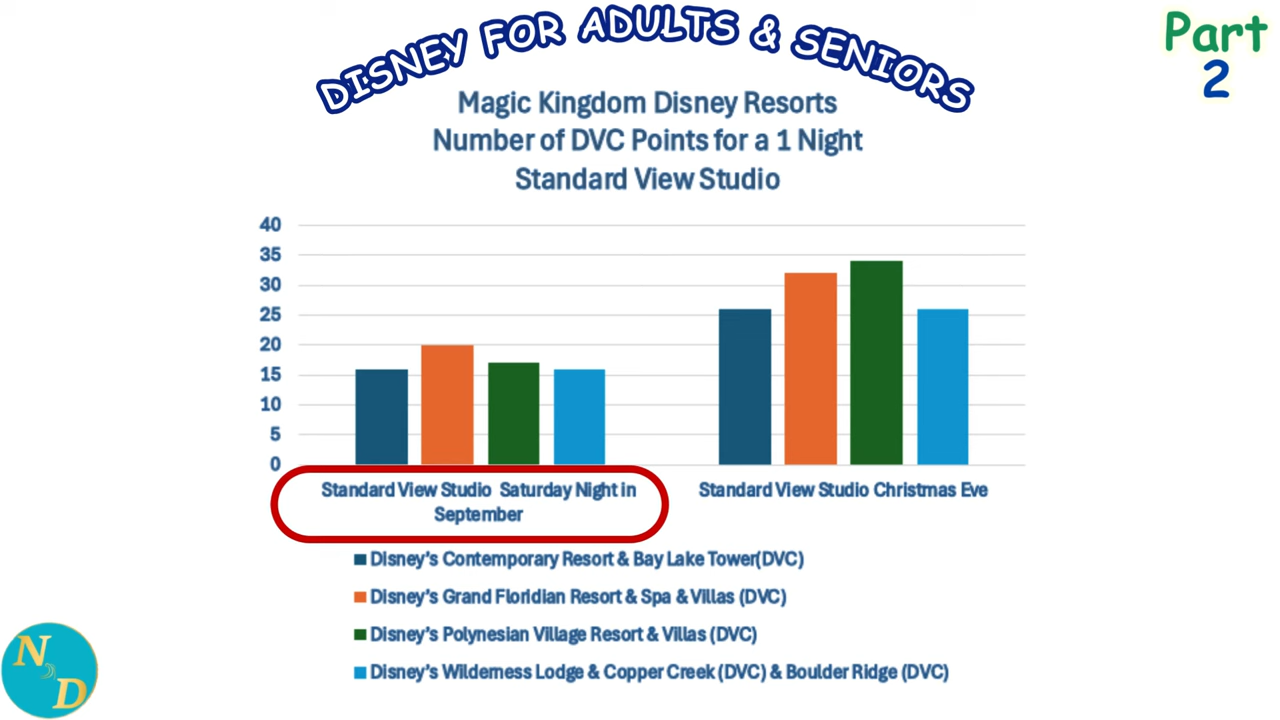 DISNEY FOR ADULTS & SENIORS
Part
2
Magic Kingdom Disney Resorts
Number of DVC Points for a 1 Night
Standard View Studio
40
35
30
25
20
15
10
5
0
Standard View Studio Saturday Night in
September
Standard View Studio Christmas Eve
Disney's Contemporary Resort & Bay Lake Tower(DVC)
Disney's Grand Floridian Resort & Spa & Villas (DVC)
Disney's Polynesian Village Resort & Villas (DVC)
Disney's Wilderness Lodge & Copper Creek (DVC) & Boulder Ridge (DVC)
N
D